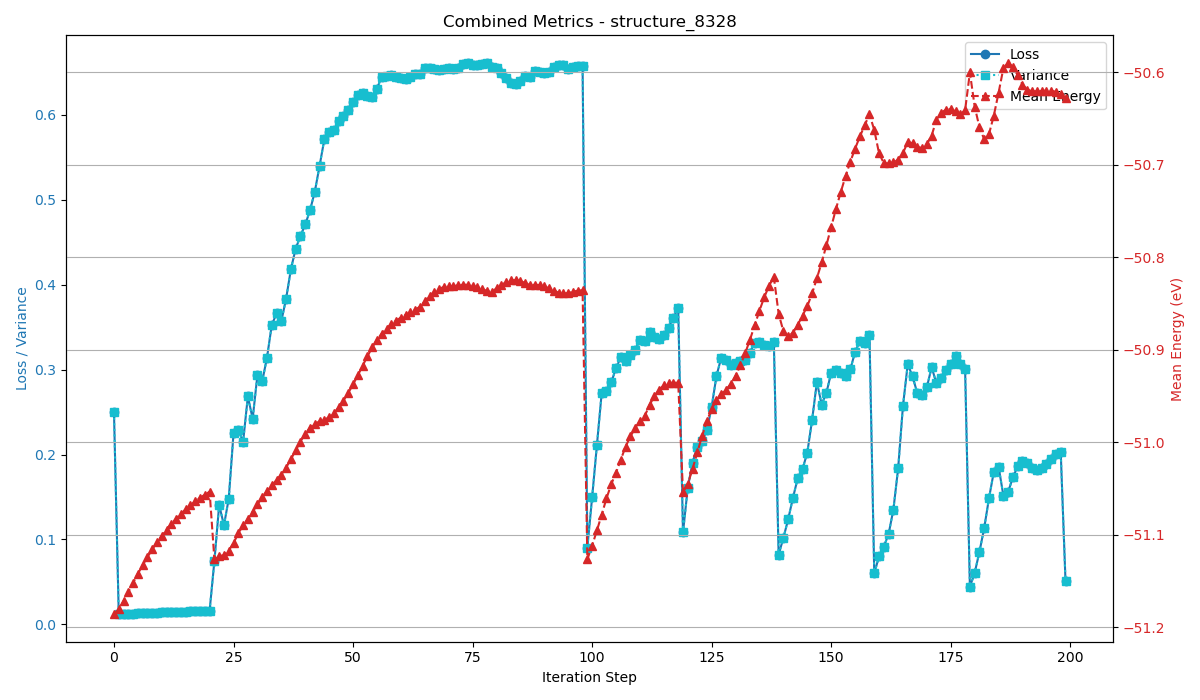 Combined Metrics - structure_8328
Loss
Variance
Mean Energy
0.6
0.5
0.4
0.3
0.2
0.1
0.0
Loss / Variance
−50.6
−50.7
−50.8
−50.9
−51.0
−51.1
−51.2
Mean Energy (eV)
0 25 50 75 100 125 150 175 200
Iteration Step